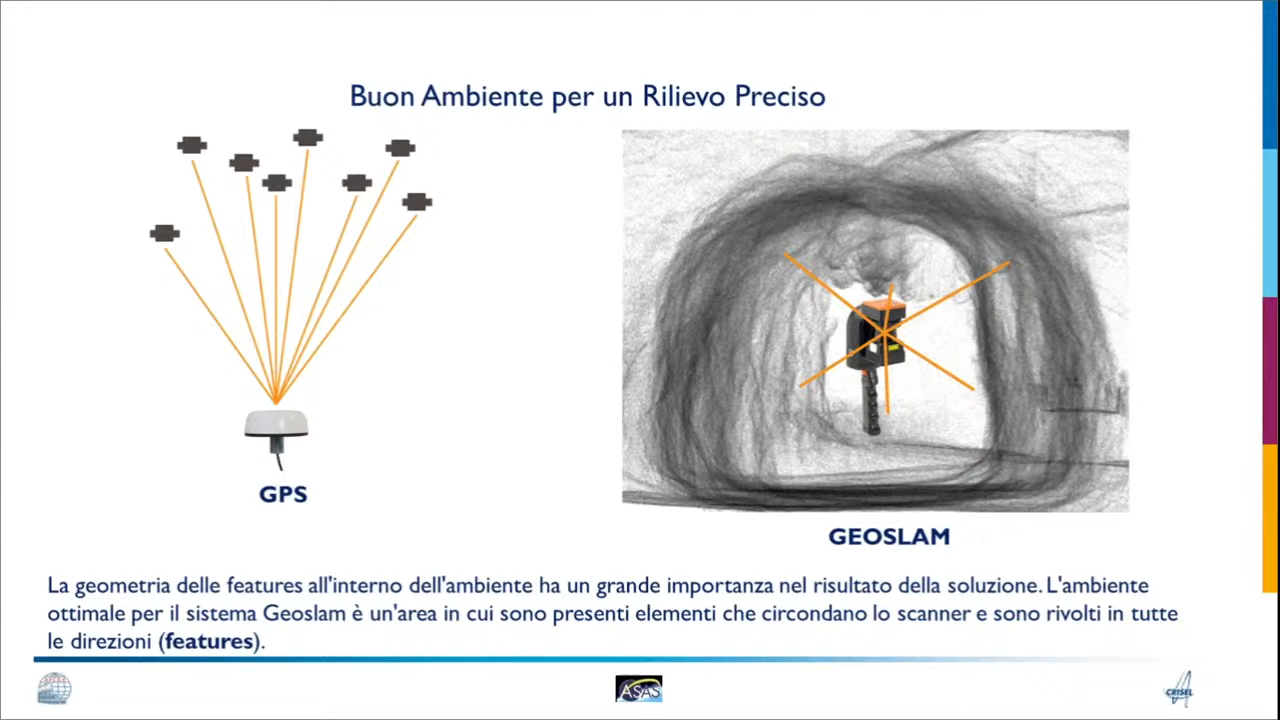 Buon Ambiente per un Rilievo Preciso
GPS
GEOSLAM
La geometria delle features all'interno dell'ambiente ha un grande importanza nel risultato della soluzione. L'ambiente
ottimale per il sistema Geoslam è un'area in cui sono presenti elementi che circondano lo scanner e sono rivolti in tutte
le direzioni (features).
ASAS
CRISEL